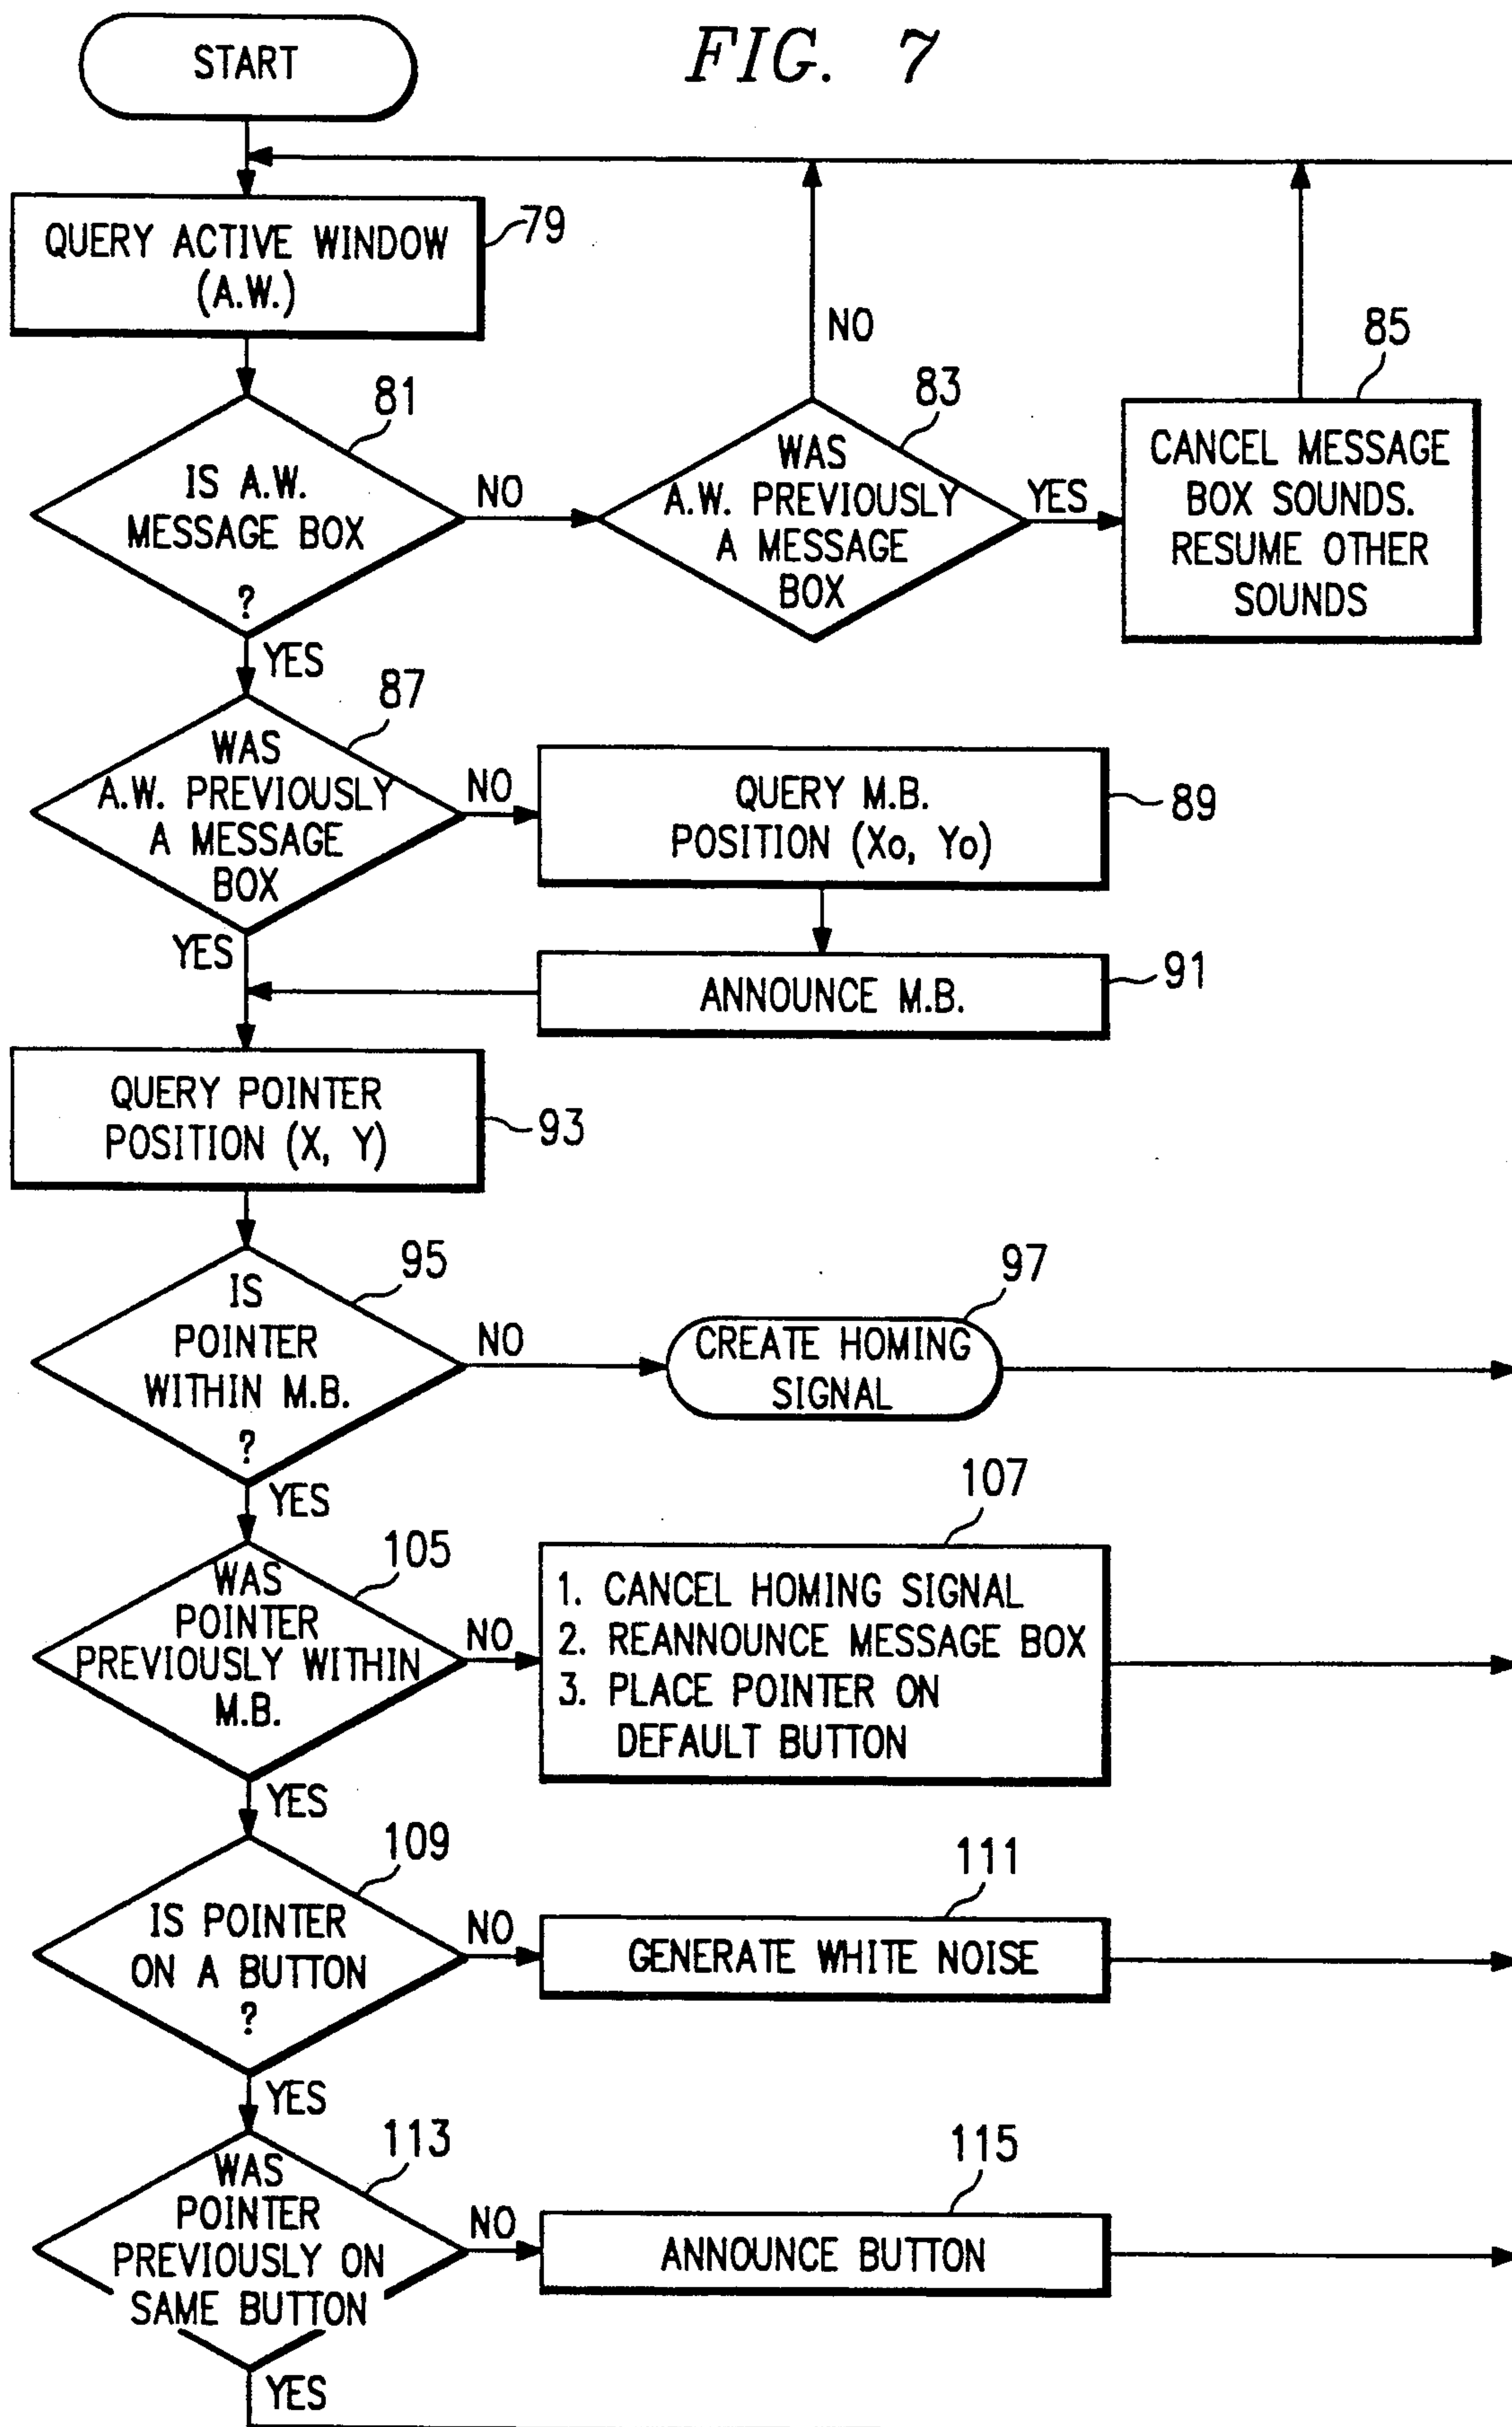 FIG. 7
START
QUERY ACTIVE WINDOW
(A.W.)
79
81
IS A.W.
MESSAGE BOX
?
NO
YES
83
WAS
A.W. PREVIOUSLY
A MESSAGE
BOX
NO
YES
85
CANCEL MESSAGE
BOX SOUNDS.
RESUME OTHER
SOUNDS
87
WAS
A.W. PREVIOUSLY
A MESSAGE
BOX
NO
YES
QUERY M.B.
POSITION (Xo, Yo)
89
ANNOUNCE M.B.
91
QUERY POINTER
POSITION (X, Y)
93
95
IS
POINTER
WITHIN M.B.
?
NO
YES
97
CREATE HOMING
SIGNAL
105
WAS
POINTER
PREVIOUSLY WITHIN
M.B.
NO
YES
107
1. CANCEL HOMING SIGNAL
2. REANNOUNCE MESSAGE BOX
3. PLACE POINTER ON
DEFAULT BUTTON
109
IS POINTER
ON A BUTTON
?
NO
YES
111
GENERATE WHITE NOISE
113
WAS
POINTER
PREVIOUSLY ON
SAME BUTTON
NO
YES
115
ANNOUNCE BUTTON